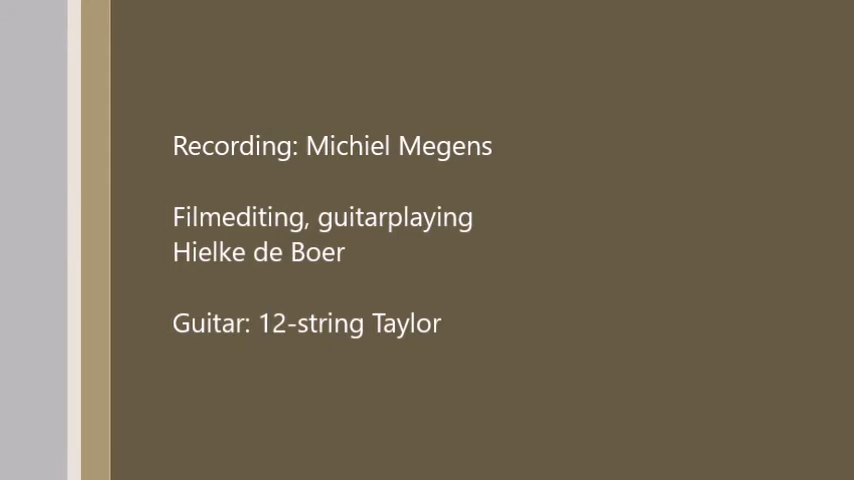 Recording: Michiel Megens
Filmediting, guitarplaying
Hielke de Boer
Guitar: 12-string Taylor